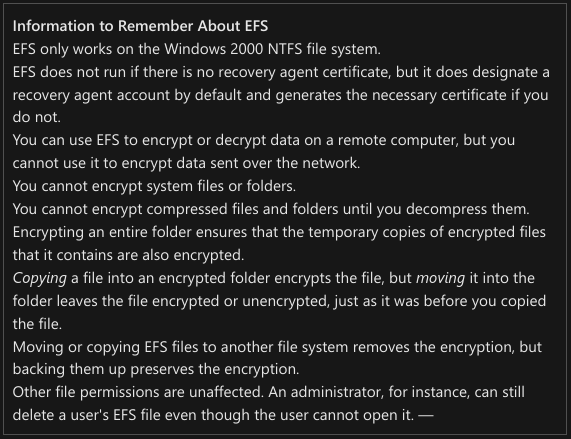 Information to Remember About EFS
EFS only works on the Windows 2000 NTFS file system.
EFS does not run if there is no recovery agent certificate, but it does designate a
recovery agent account by default and generates the necessary certificate if you
do not.
You can use EFS to encrypt or decrypt data on a remote computer, but you
cannot use it to encrypt data sent over the network.
You cannot encrypt system files or folders.
You cannot encrypt compressed files and folders until you decompress them.
Encrypting an entire folder ensures that the temporary copies of encrypted files
that it contains are also encrypted.
Copying a file into an encrypted folder encrypts the file, but moving it into the
folder leaves the file encrypted or unencrypted, just as it was before you copied
the file.
Moving or copying EFS files to another file system removes the encryption, but
backing them up preserves the encryption.
Other file permissions are unaffected. An administrator, for instance, can still
delete a user's EFS file even though the user cannot open it. —